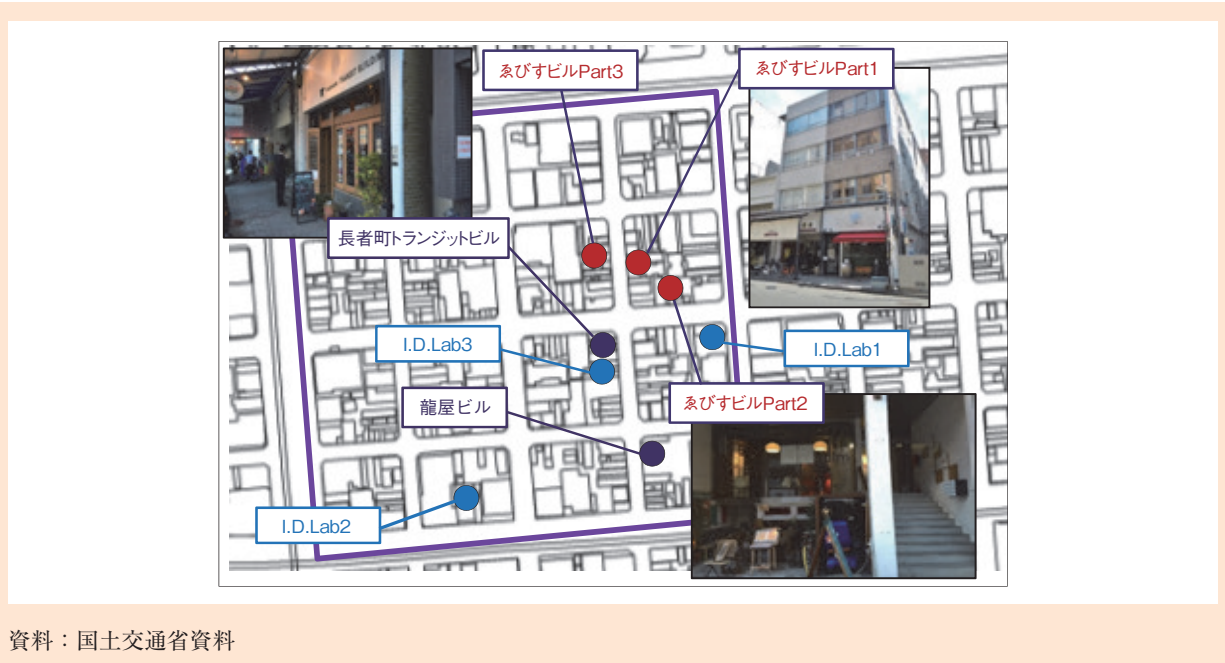 ゑびすビルPart3
ゑびすビルPart1
長者町トランジットビル
I.D.Lab3
I.D.Lab1
龍屋ビル
ゑびすビルPart2
I.D.Lab2
資料：国土交通省資料